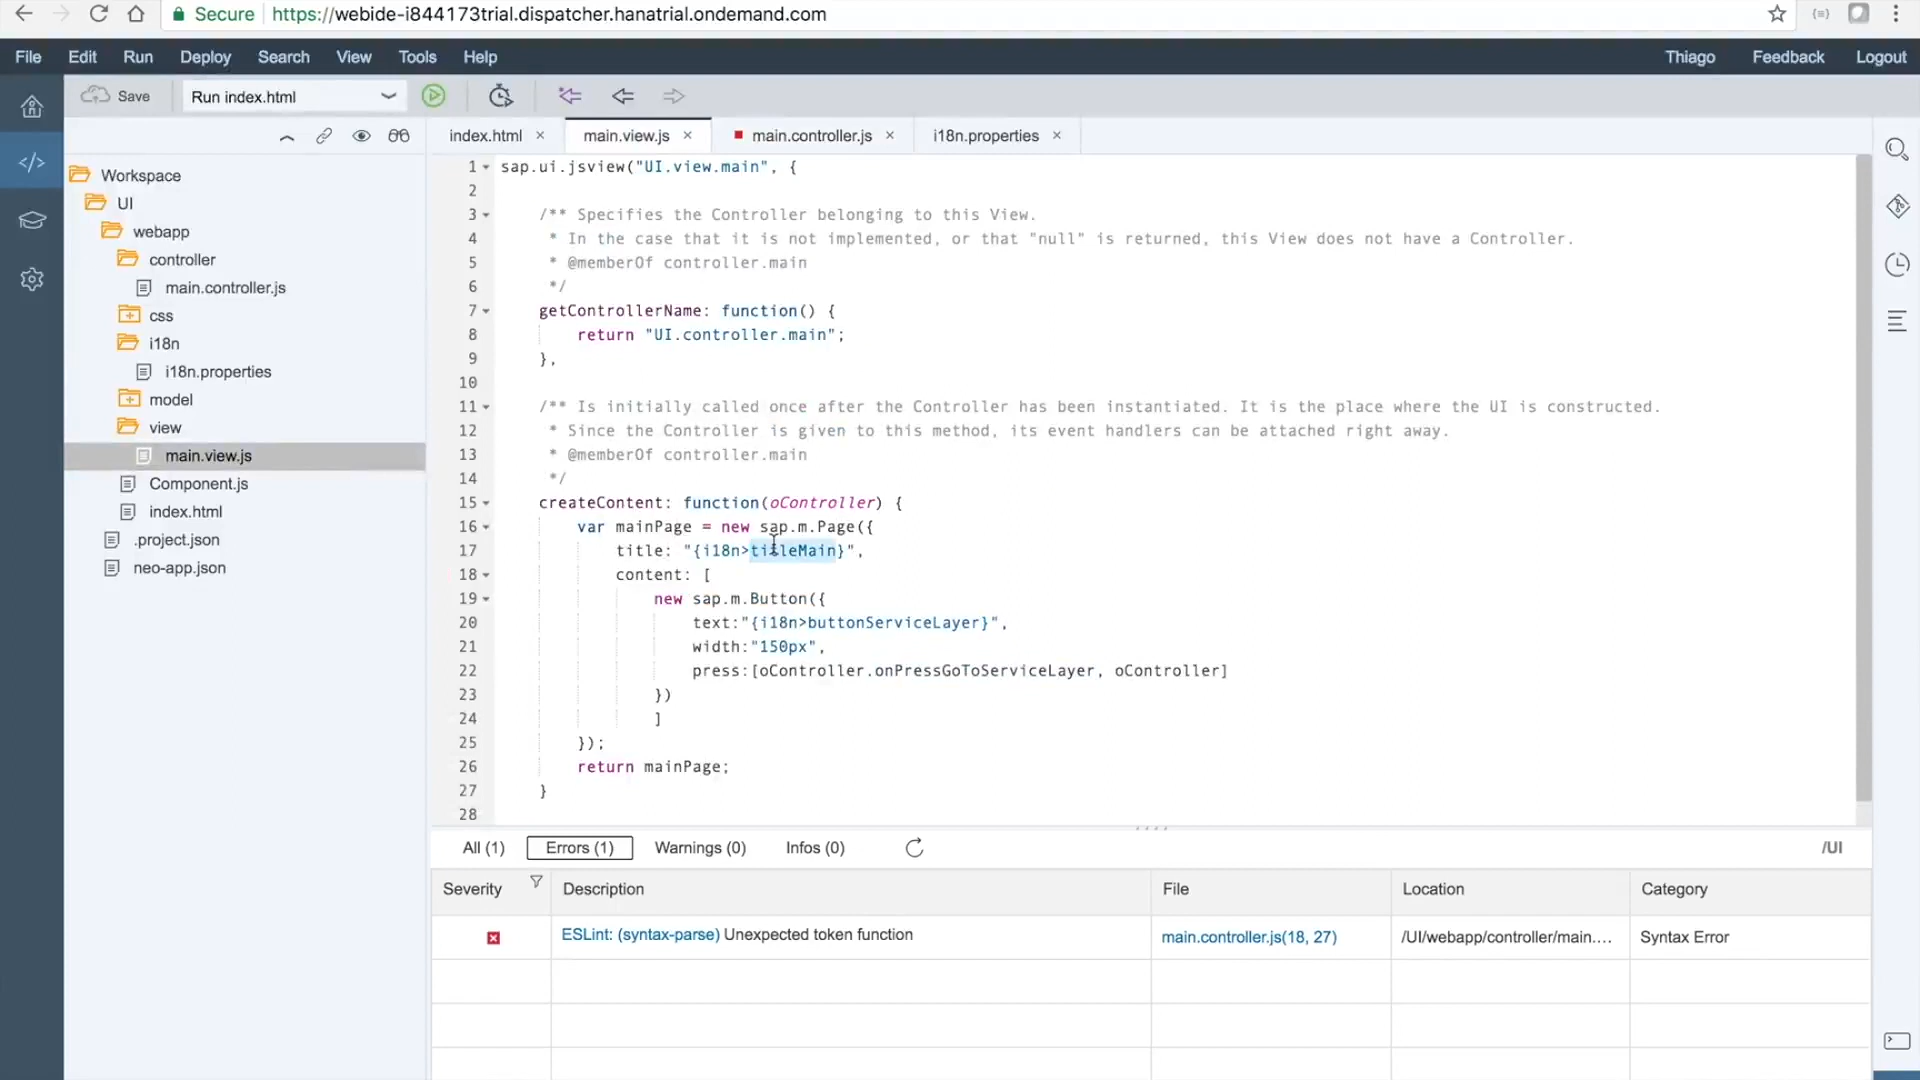 Secure https://webide-i844173trial.dispatcher.hanatrial.ondemand.com
File Edit Run Deploy Search View Tools Help Thiago Feedback Logout
Save Run index.html
index.html × main.view.js × main.controller.js × i18n.properties ×
Workspace
UI
webapp
controller
main.controller.js
css
i18n
i18n.properties
model
view
main.view.js
Component.js
index.html
.project.json
neo-app.json
1 sap.ui.jsview("UI.view.main", {
2
3 /** Specifies the Controller belonging to this View.
4 * In the case that it is not implemented, or that "null" is returned, this View does not have a Controller.
5 * @memberOf controller.main
6 */
7 getControllerName: function() {
8 return "UI.controller.main";
9 },
10
11 /** Is initially called once after the Controller has been instantiated. It is the place where the UI is constructed.
12 * Since the Controller is given to this method, its event handlers can be attached right away.
13 * @memberOf controller.main
14 */
15 createContent: function(oController) {
16 var mainPage = new sap.m.Page({
17 title: "{i18n>titleMain}",
18 content: [
19 new sap.m.Button({
20 text:"{i18n>buttonServiceLayer}",
21 width:"150px",
22 press:[oController.onPressGoToServiceLayer, oController]
23 })
24 ]
25 });
26 return mainPage;
27 }
28
All (1) Errors (1) Warnings (0) Infos (0) /UI
Severity Description File Location Category
ESLint: (syntax-parse) Unexpected token function main.controller.js(18, 27) /UI/webapp/controller/main.... Syntax Error